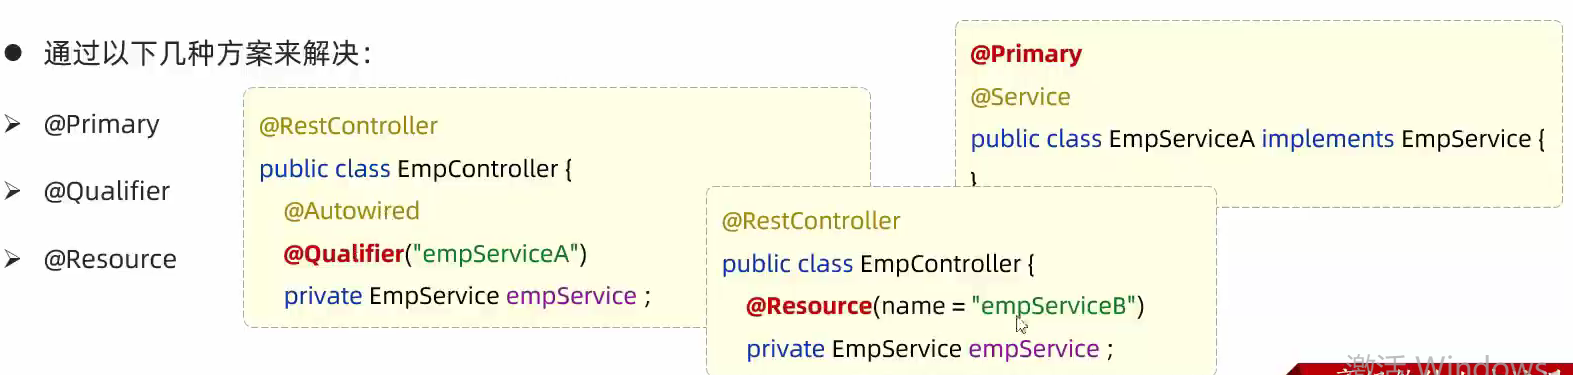 ● 通过以下几种方案来解决：
➢ @Primary
➢ @Qualifier
➢ @Resource
@RestController
public class EmpController {
@Autowired
@Qualifier("empServiceA")
private EmpService empService ;
@RestController
public class EmpController {
@Resource(name = "empServiceB")
private EmpService empService ;
@Primary
@Service
public class EmpServiceA implements EmpService {
}
激活 Windows